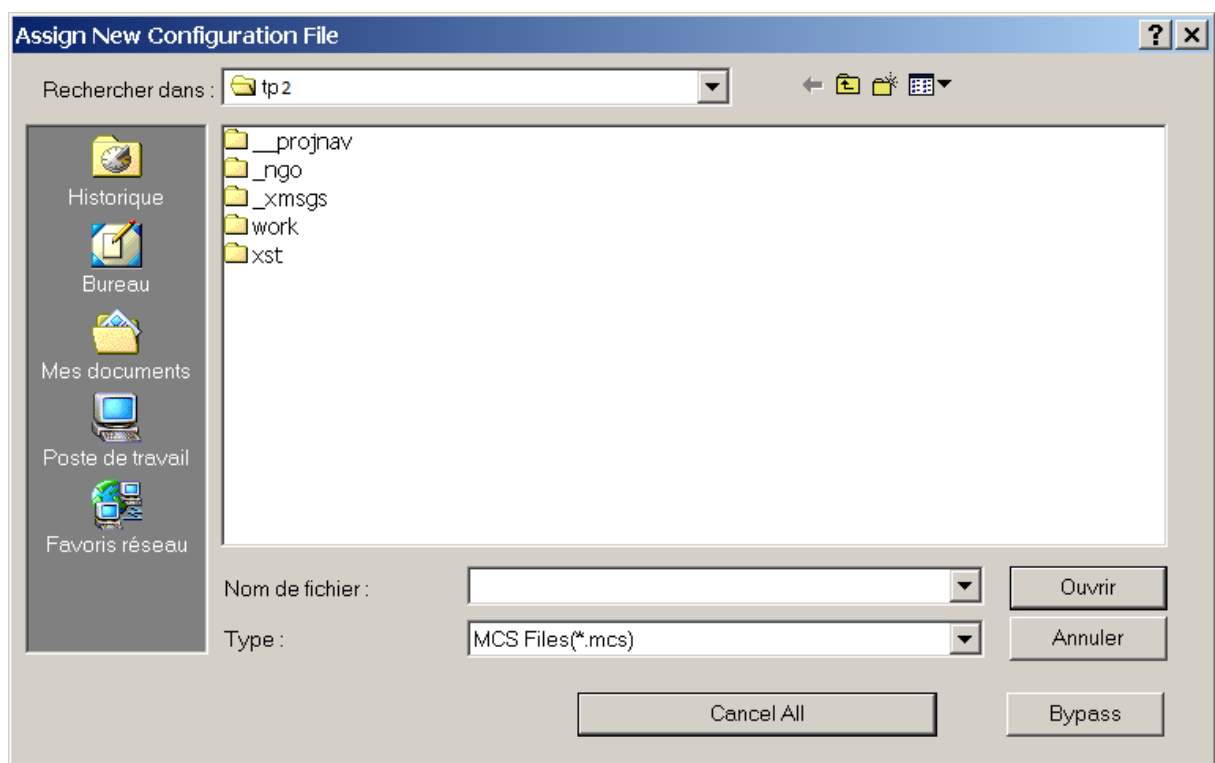 Assign New Configuration File
Rechercher dans :
tp2
Historique
Bureau
Mes documents
Poste de travail
Favoris réseau
__projnav
_ngo
_xmsgs
work
xst
Nom de fichier :
Ouvrir
Type :
MCS Files(*.mcs)
Annuler
Cancel All
Bypass